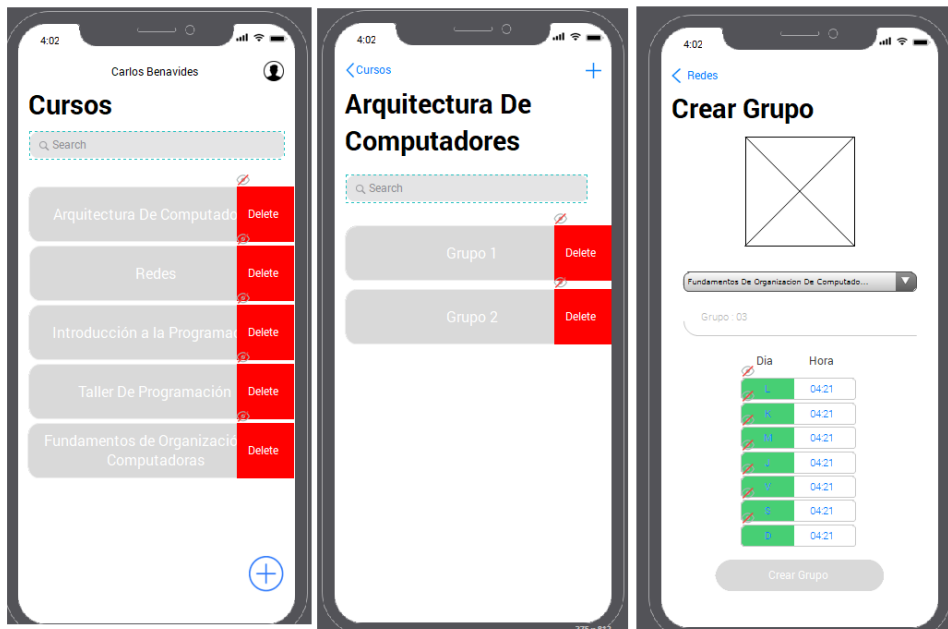 4:02
Carlos Benavides
Cursos
Search
Arquitectura De Computado
Delete
Redes
Delete
Introducción a la Programac
Delete
Taller De Programación
Delete
Fundamentos de Organizació
Computadoras
Delete
4:02
Cursos
Arquitectura De
Computadores
Search
Grupo 1
Delete
Grupo 2
Delete
4:02
Redes
Crear Grupo
Fundamentos De Organizacion De Computado...
Grupo : 03
Dia Hora
L 04:21
K 04:21
M 04:21
J 04:21
V 04:21
S 04:21
D 04:21
Crear Grupo